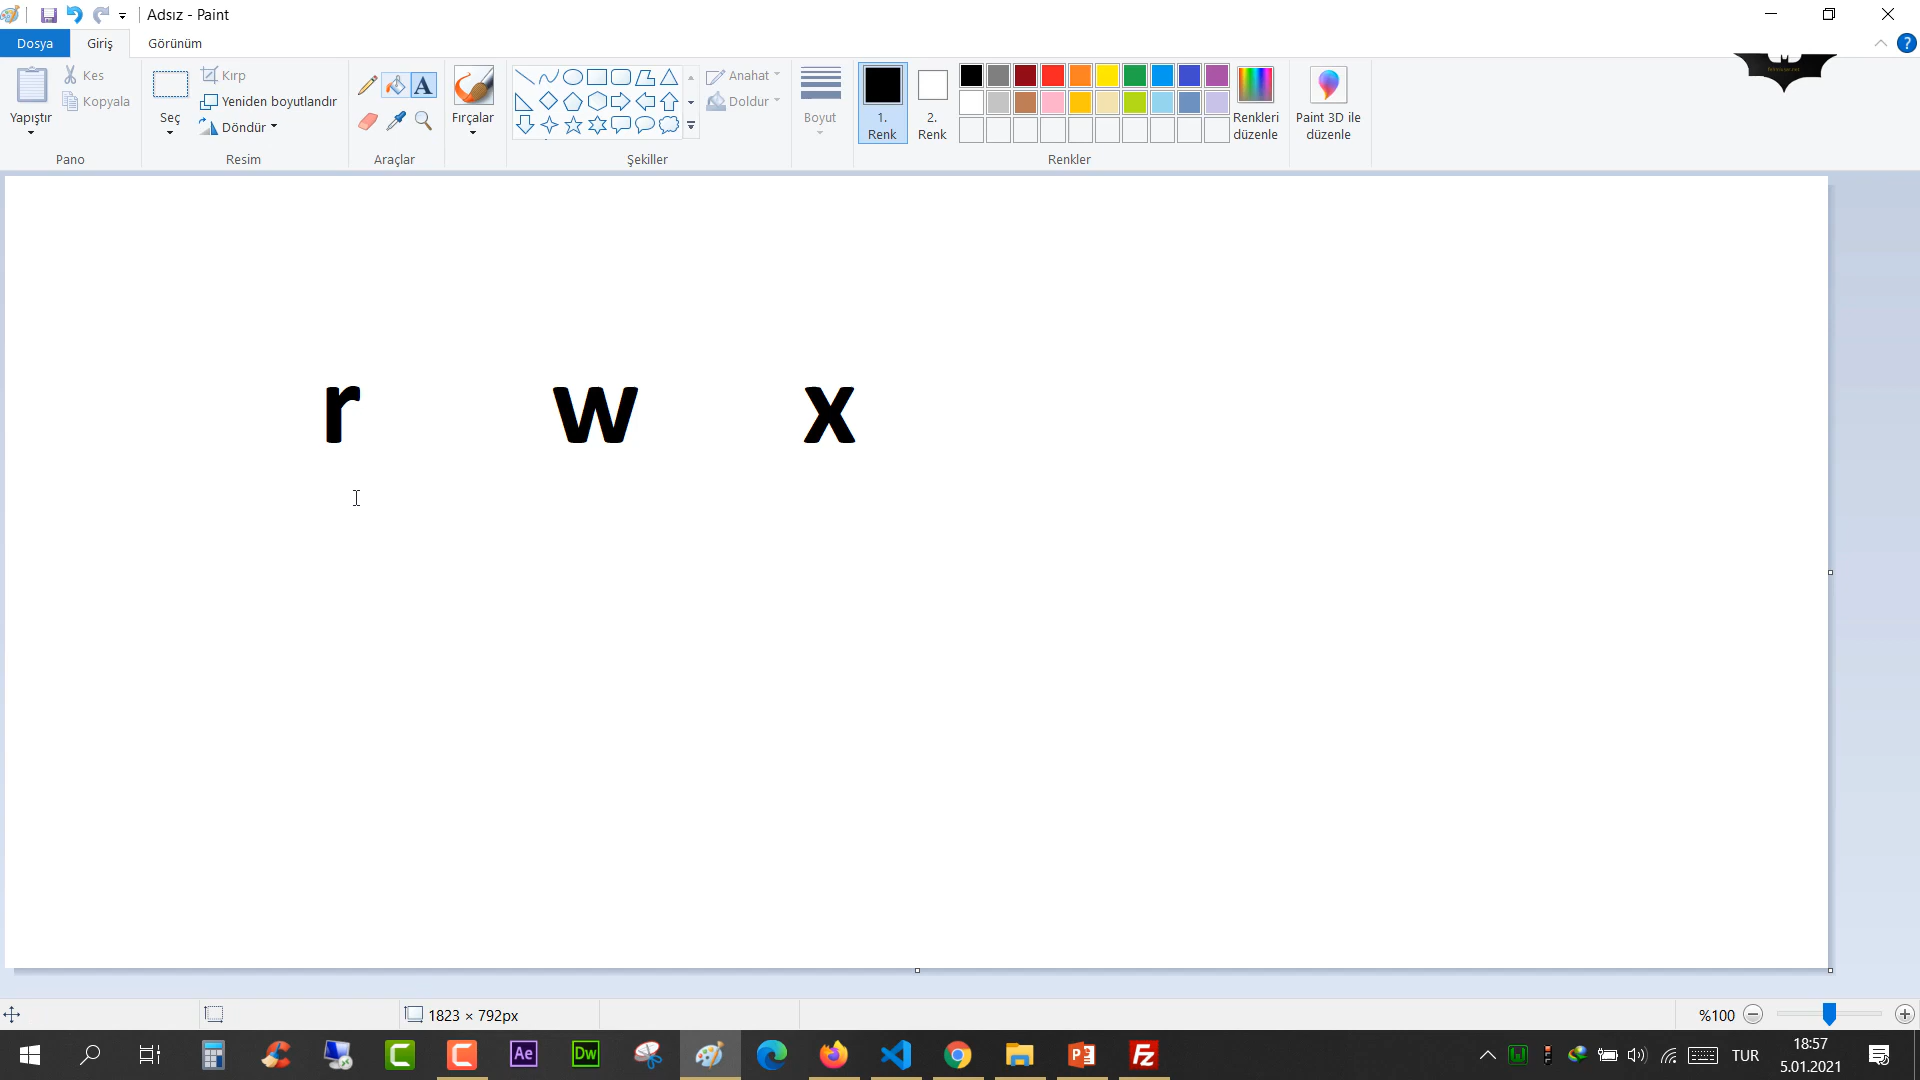 Adsız - Paint
Dosya Giriş Görünüm
Yapıştır Kes Kopyala
Pano
Seç Kırp Yeniden boyutlandır Döndür
Resim
A
Araçlar
Fırçalar
Anahat Doldur
Şekiller
Boyut
1. Renk 2. Renk
Renkler
Renkleri düzenle
Paint 3D ile düzenle
r w x
1823 × 792px
%100
Ae Dw
TUR
18:57
5.01.2021